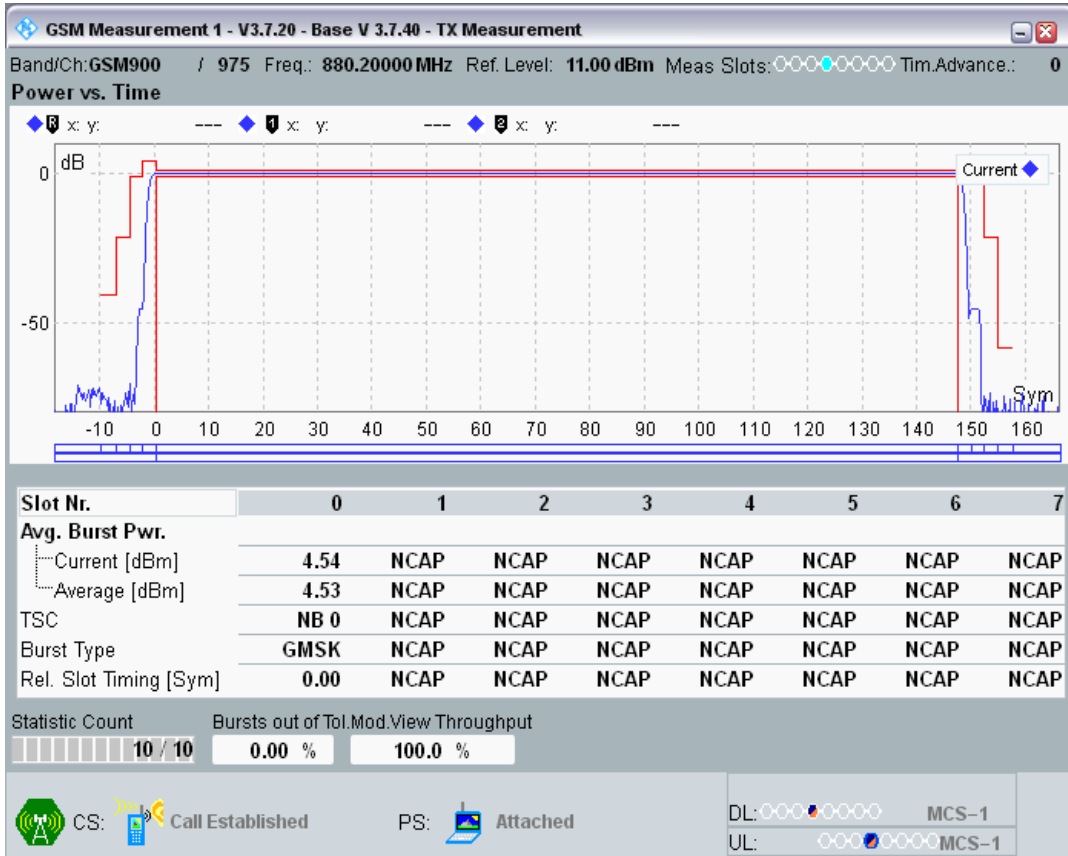 GSM Measurement 1 - V3.7.20 - Base V 3.7.40 - TX Measurement
Band/Ch:GSM900 / 975 Freq.: 880.20000 MHz Ref. Level: 11.00 dBm Meas Slots: Tim.Advance.: 0
Power vs. Time
R x: y: --- 1 x: y: --- 2 x: y: ---
dB
Current
0
-50
Sym
-10 0 10 20 30 40 50 60 70 80 90 100 110 120 130 140 150 160
Slot Nr. 0 1 2 3 4 5 6 7
Avg. Burst Pwr.
Current [dBm] 4.54 NCAP NCAP NCAP NCAP NCAP NCAP NCAP
Average [dBm] 4.53 NCAP NCAP NCAP NCAP NCAP NCAP NCAP
TSC NB 0 NCAP NCAP NCAP NCAP NCAP NCAP NCAP
Burst Type GMSK NCAP NCAP NCAP NCAP NCAP NCAP NCAP
Rel. Slot Timing [Sym] 0.00 NCAP NCAP NCAP NCAP NCAP NCAP NCAP
Statistic Count Bursts out of Tol.Mod.View Throughput
10 / 10 0.00 % 100.0 %
CS: Call Established PS: Attached
DL: MCS-1
UL: MCS-1